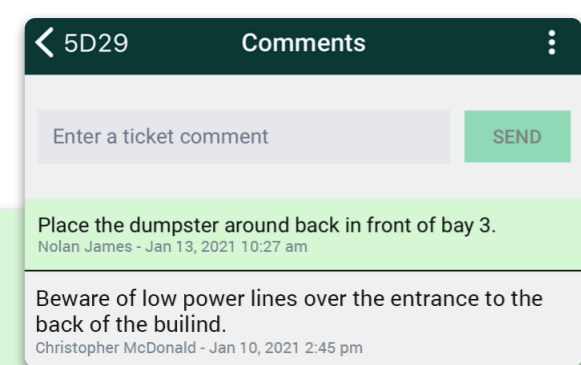 5D29 Comments
Enter a ticket comment SEND
Place the dumpster around back in front of bay 3.
Nolan James - Jan 13, 2021 10:27 am
Beware of low power lines over the entrance to the
back of the builind.
Christopher McDonald - Jan 10, 2021 2:45 pm